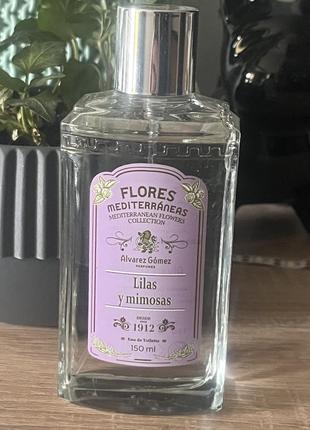 FLORES
MEDITERRÁNEAS
MEDITERRANEAN FLOWERS
COLLECTION
Alvarez Gómez
PERFUMES
Lilas
y mimosas
DESDE
1912
Eau de Toilette
150 ml